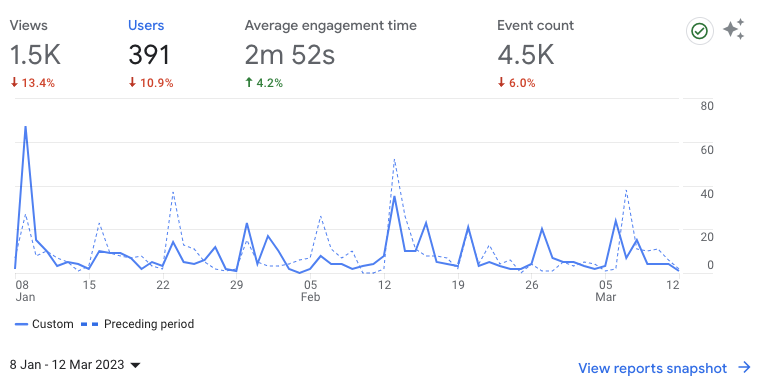 Views Users Average engagement time Event count
1.5K 391 2m 52s 4.5K
↓ 13.4% ↓ 10.9% ↑ 4.2% ↓ 6.0%
80
60
40
20
0
08 15 22 29 05 12 19 26 05 12
Jan Feb Mar
Custom Preceding period
8 Jan - 12 Mar 2023
View reports snapshot →